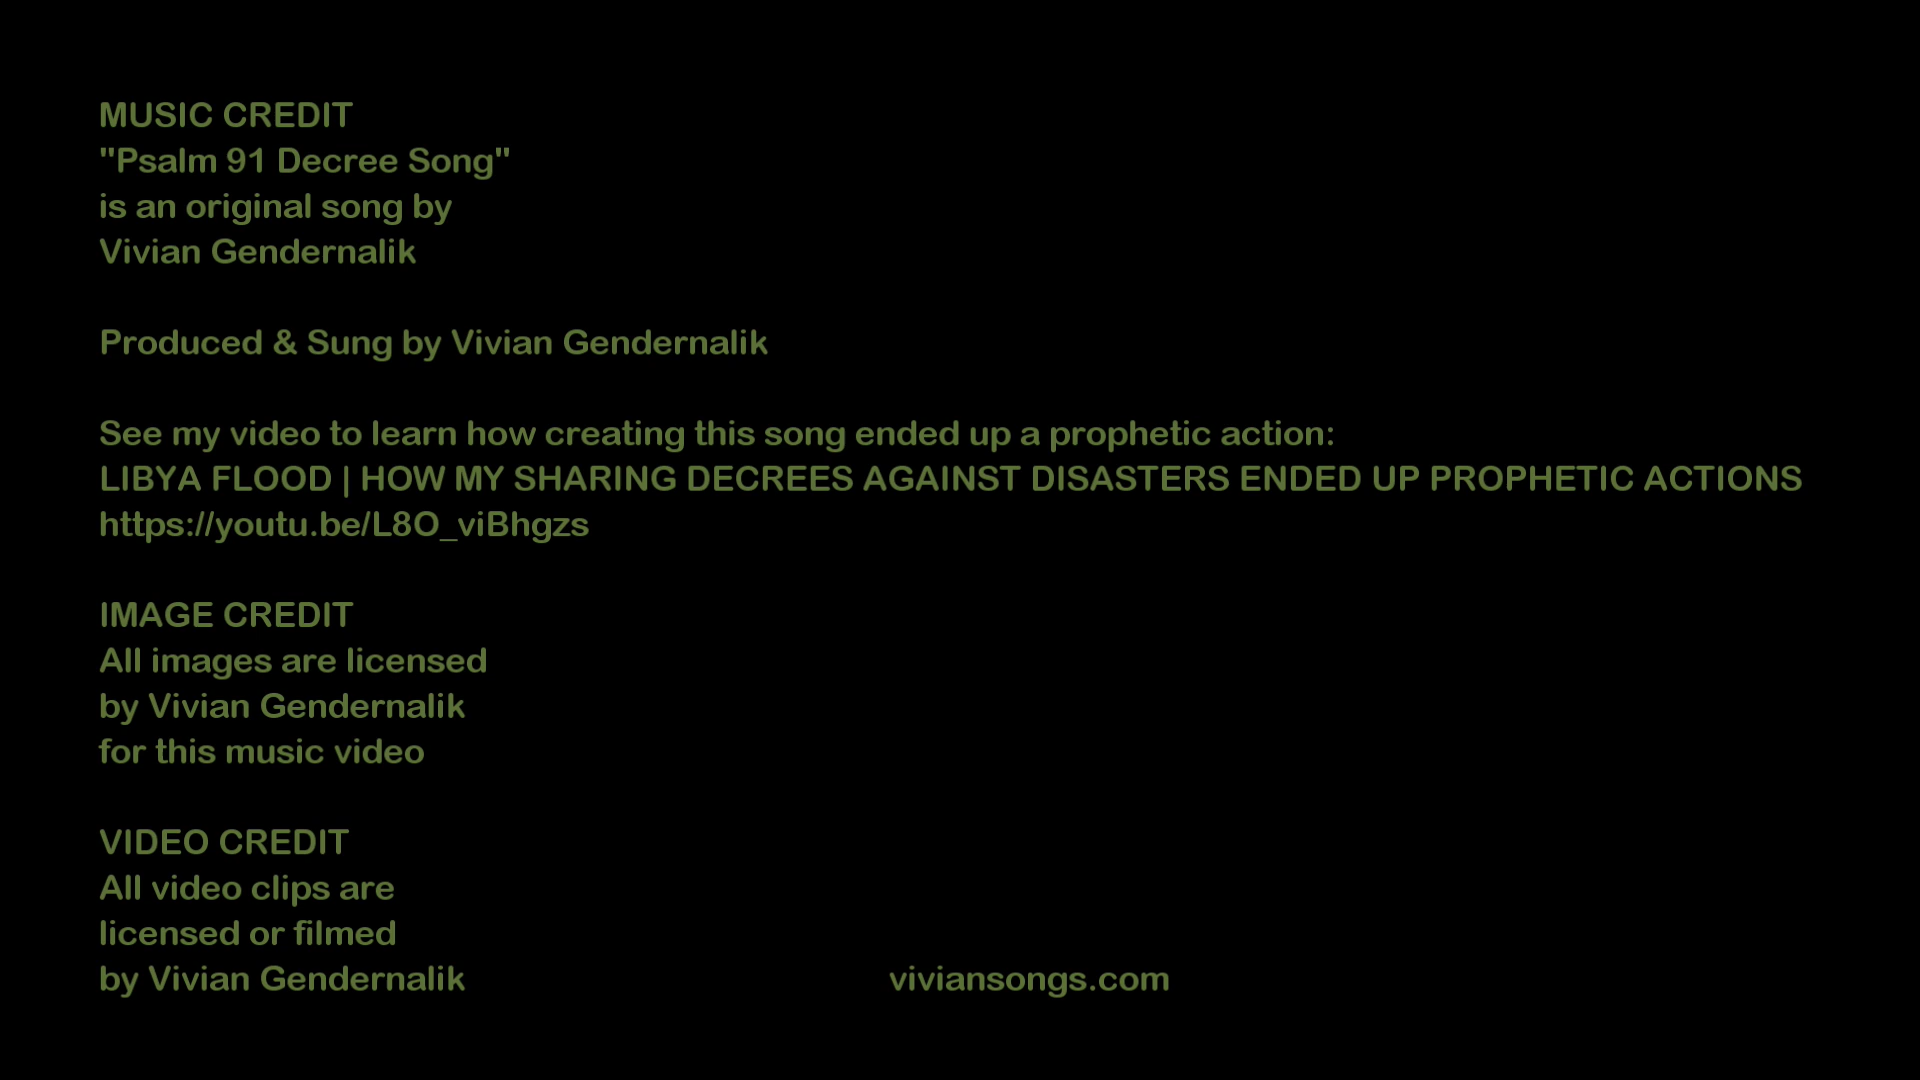 MUSIC CREDIT
"Psalm 91 Decree Song"
is an original song by
Vivian Gendernalik
Produced & Sung by Vivian Gendernalik
See my video to learn how creating this song ended up a prophetic action:
LIBYA FLOOD | HOW MY SHARING DECREES AGAINST DISASTERS ENDED UP PROPHETIC ACTIONS
https://youtu.be/L8O_viBhgzs
IMAGE CREDIT
All images are licensed
by Vivian Gendernalik
for this music video
VIDEO CREDIT
All video clips are
licensed or filmed
by Vivian Gendernalik
viviansongs.com